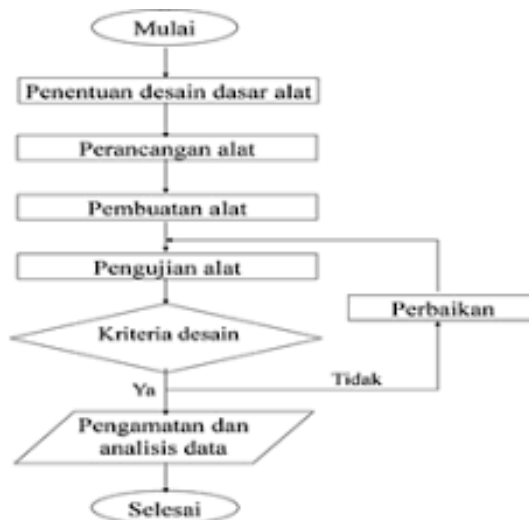 Mulai
Penentuan desain dasar alat
Perancangan alat
Pembuatan alat
Pengujian alat
Kriteria desain
Perbaikan
Ya
Tidak
Pengamatan dan
analisis data
Selesai